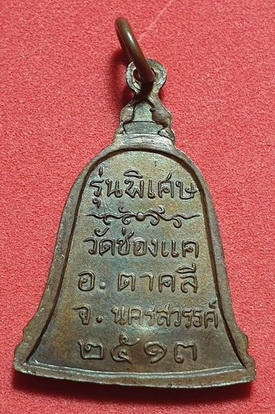 รุ่นพิเศษ
วัดช่องแค
อ. ตาคลี
จ. นครสวรรค์
๒๕๑๓